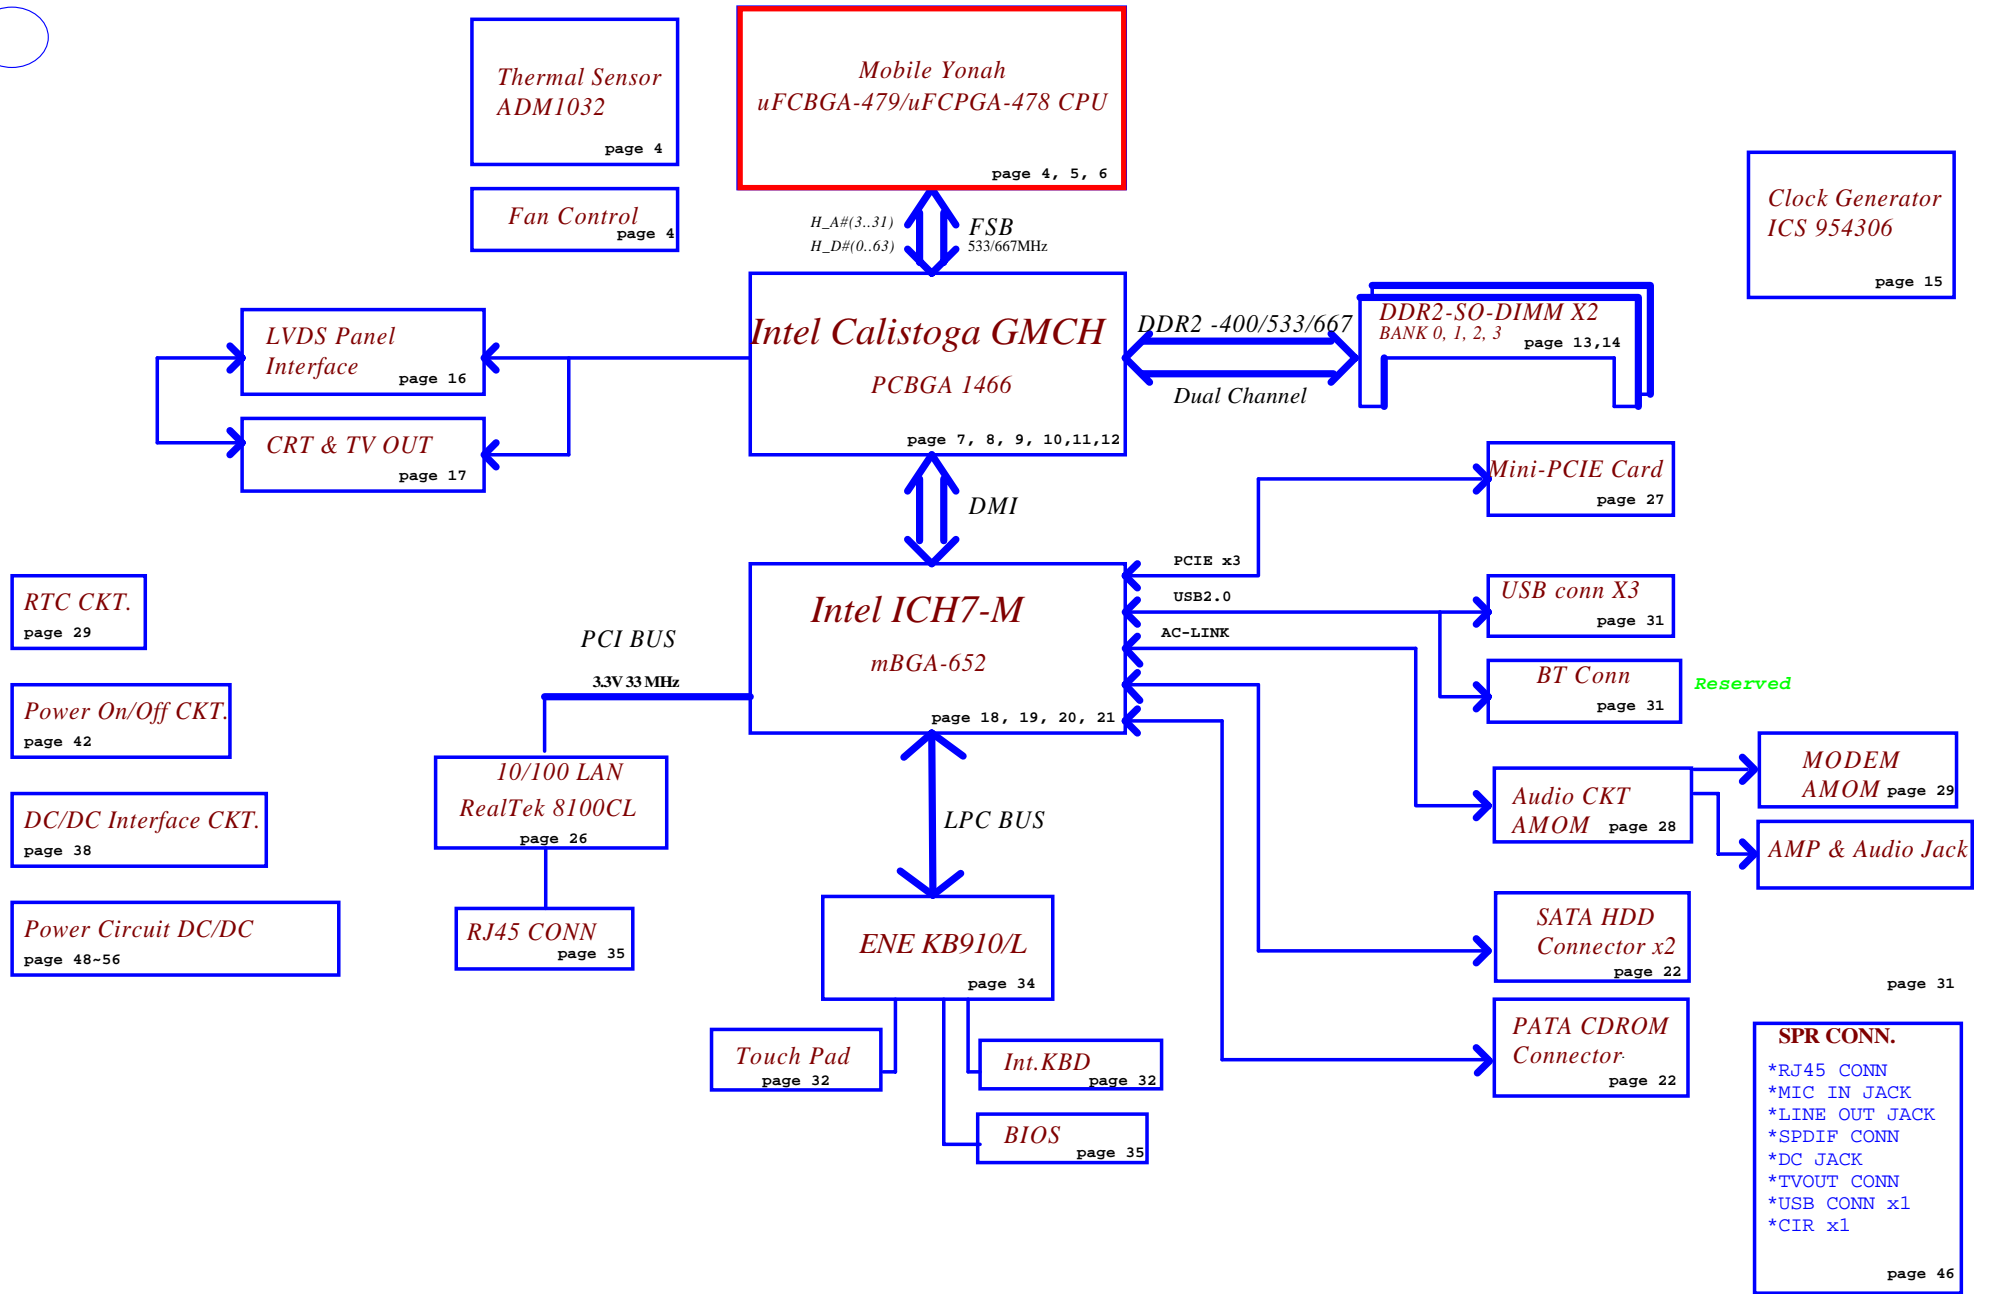 Thermal Sensor
ADM1032
page 4
Mobile Yonah
uFCBGA-479/uFCPGA-478 CPU
page 4, 5, 6
Fan Control
page 4
H_A#(3..31)
H_D#(0..63)
FSB
533/667MHz
Clock Generator
ICS 954306
page 15
LVDS Panel
Interface
page 16
CRT & TV OUT
page 17
Intel Calistoga GMCH
PCBGA 1466
page 7, 8, 9, 10,11,12
DDR2 -400/533/667
Dual Channel
DDR2-SO-DIMM X2
BANK 0, 1, 2, 3
page 13,14
DMI
Mini-PCIE Card
page 27
RTC CKT.
page 29
Power On/Off CKT.
page 42
DC/DC Interface CKT.
page 38
Power Circuit DC/DC
page 48~56
PCI BUS
3.3V 33 MHz
Intel ICH7-M
mBGA-652
page 18, 19, 20, 21
PCIE x3
USB2.0
AC-LINK
USB conn X3
page 31
BT Conn
page 31
Reserved
10/100 LAN
RealTek 8100CL
page 26
RJ45 CONN
page 35
LPC BUS
Audio CKT
AMOM page 28
MODEM
AMOM page 29
AMP & Audio Jack
ENE KB910/L
page 34
SATA HDD
Connector x2
page 22
page 31
Touch Pad
page 32
Int.KBD
page 32
BIOS
page 35
PATA CDROM
Connector
page 22
SPR CONN.
*RJ45 CONN
*MIC IN JACK
*LINE OUT JACK
*SPDIF CONN
*DC JACK
*TVOUT CONN
*USB CONN x1
*CIR x1
page 46